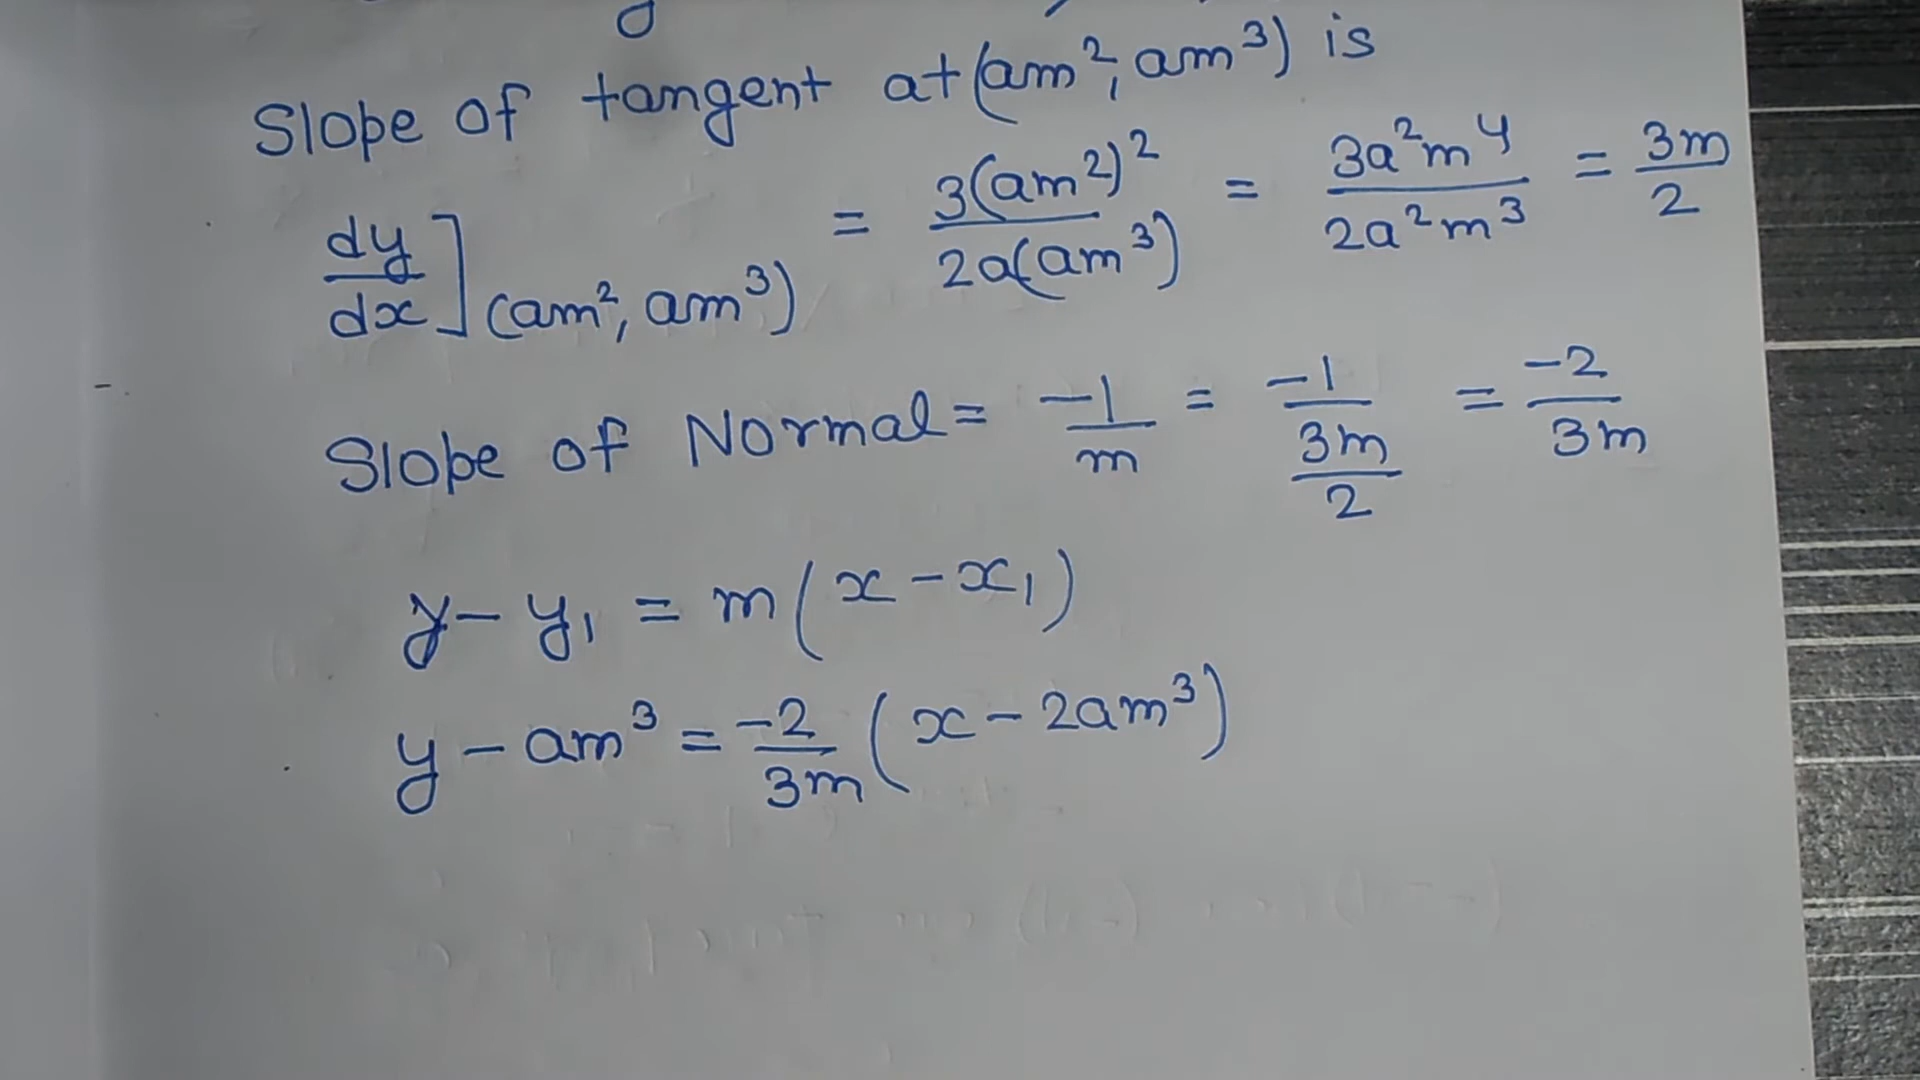 Slope of tangent at (am², am³) is
dy/dx](am², am³) = 3(am²)²/2a(am³) = 3a²m⁴/2a²m³ = 3m/2
Slope of Normal = -1/m = -1/(3m/2) = -2/3m
y - y₁ = m(x - x₁)
y - am³ = -2/3m (x - 2am³)